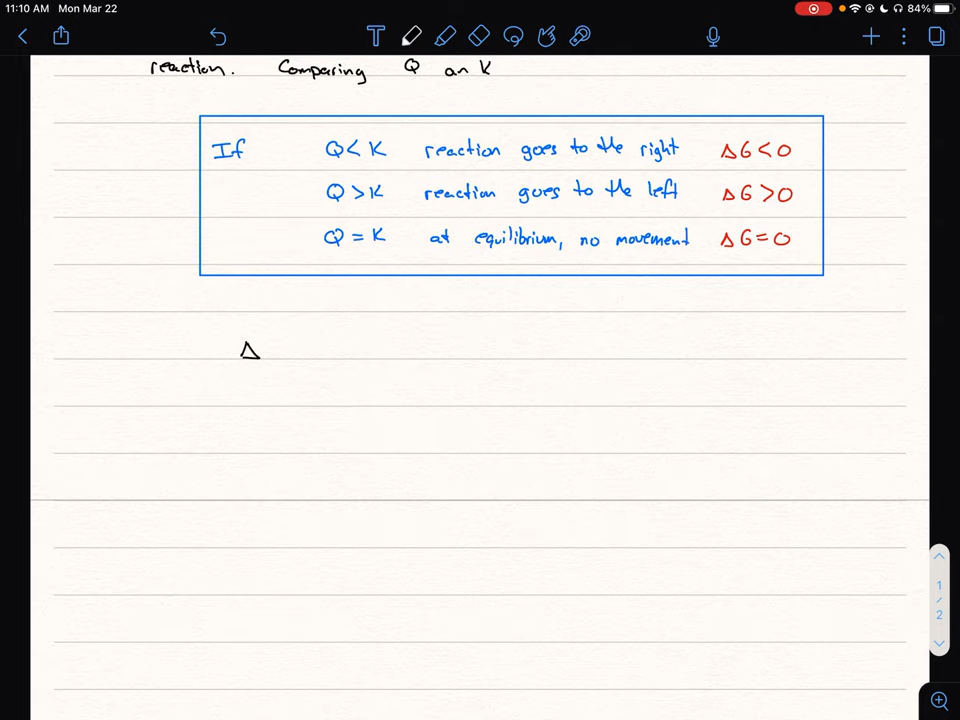 11:10 AM Mon Mar 22 84%
T
reaction. Comparing Q an K
If Q < K reaction goes to the right ΔG < 0
Q > K reaction goes to the left ΔG > 0
Q = K at equilibrium, no movement ΔG = 0
Δ
1
/
2